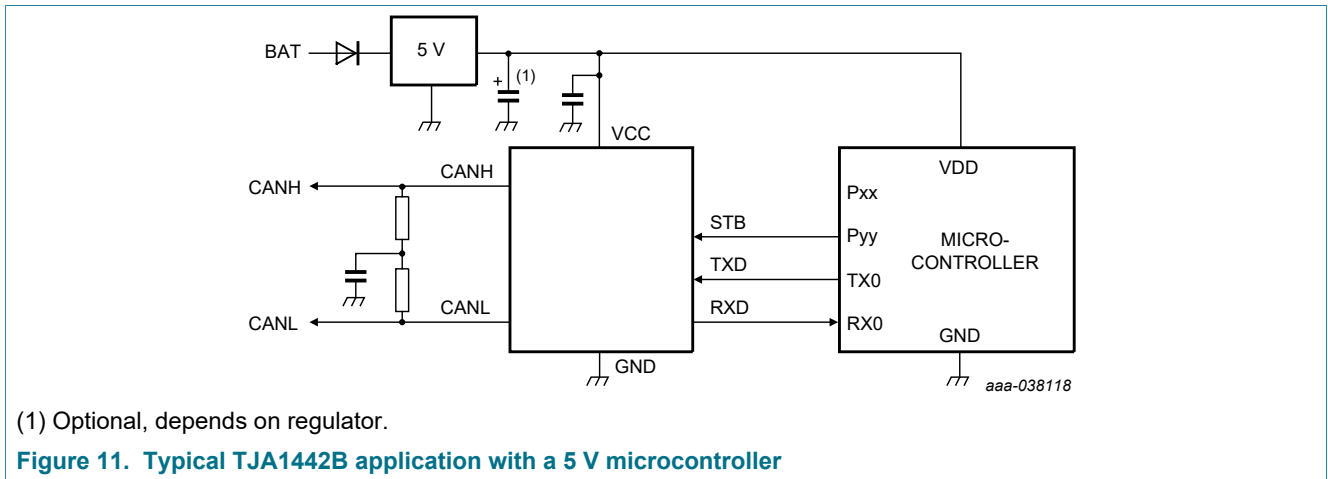 BAT
5 V
+
(1)
VCC
CANH
CANH
CANL
CANL
GND
STB
TXD
RXD
VDD
Pxx
Pyy
TX0
RX0
MICRO-
CONTROLLER
GND
aaa-038118
(1) Optional, depends on regulator.
Figure 11. Typical TJA1442B application with a 5 V microcontroller